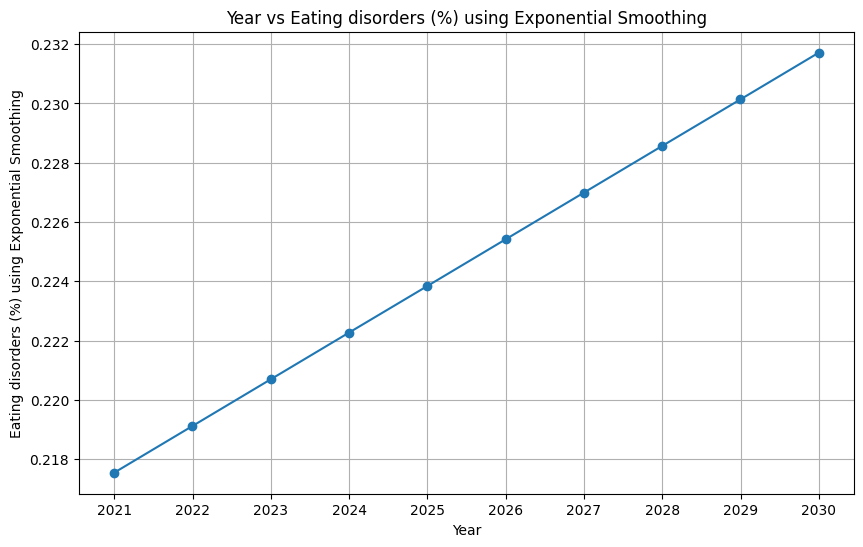 Year vs Eating disorders (%) using Exponential Smoothing
Eating disorders (%) using Exponential Smoothing
0.232
0.230
0.228
0.226
0.224
0.222
0.220
0.218
2021 2022 2023 2024 2025 2026 2027 2028 2029 2030
Year